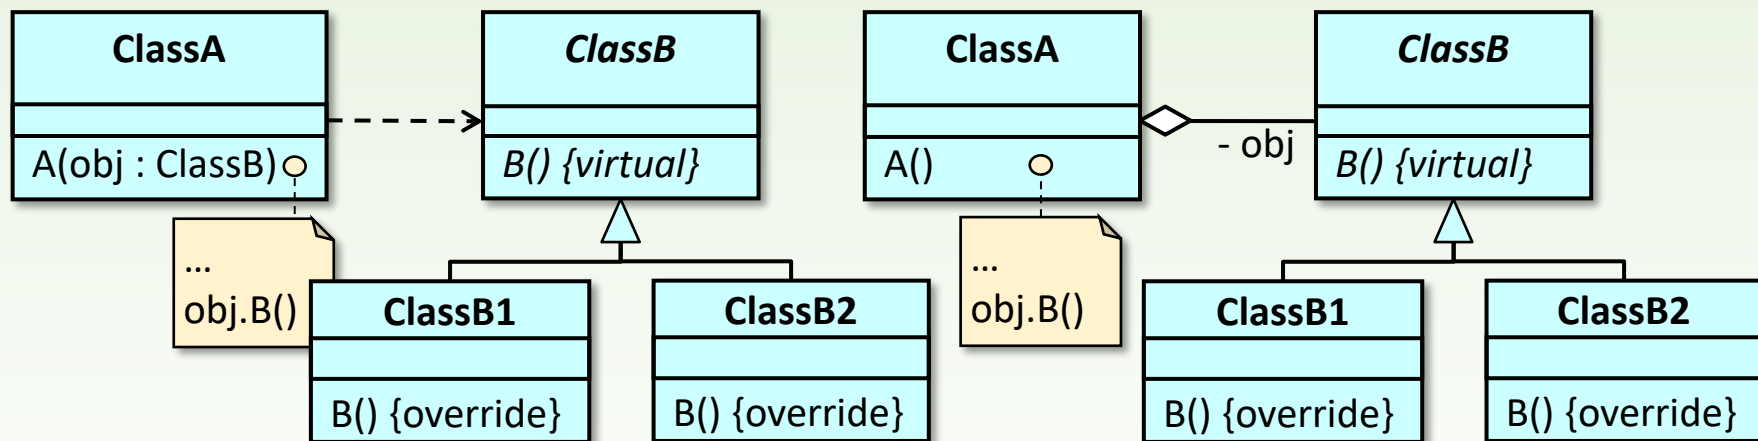 ClassA
A(obj : ClassB)
...
obj.B()
ClassB
B() {virtual}
ClassB1
B() {override}
ClassB2
B() {override}
ClassA
A()
...
obj.B()
- obj
ClassB
B() {virtual}
ClassB1
B() {override}
ClassB2
B() {override}